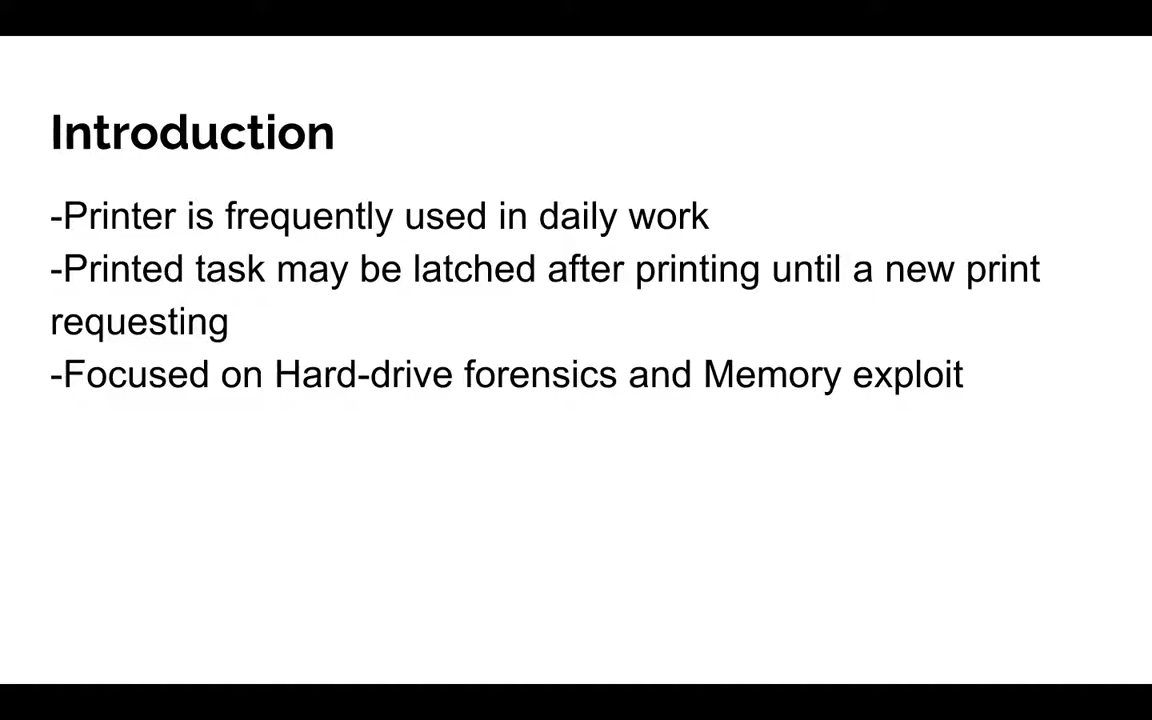 Introduction
-Printer is frequently used in daily work
-Printed task may be latched after printing until a new print
requesting
-Focused on Hard-drive forensics and Memory exploit